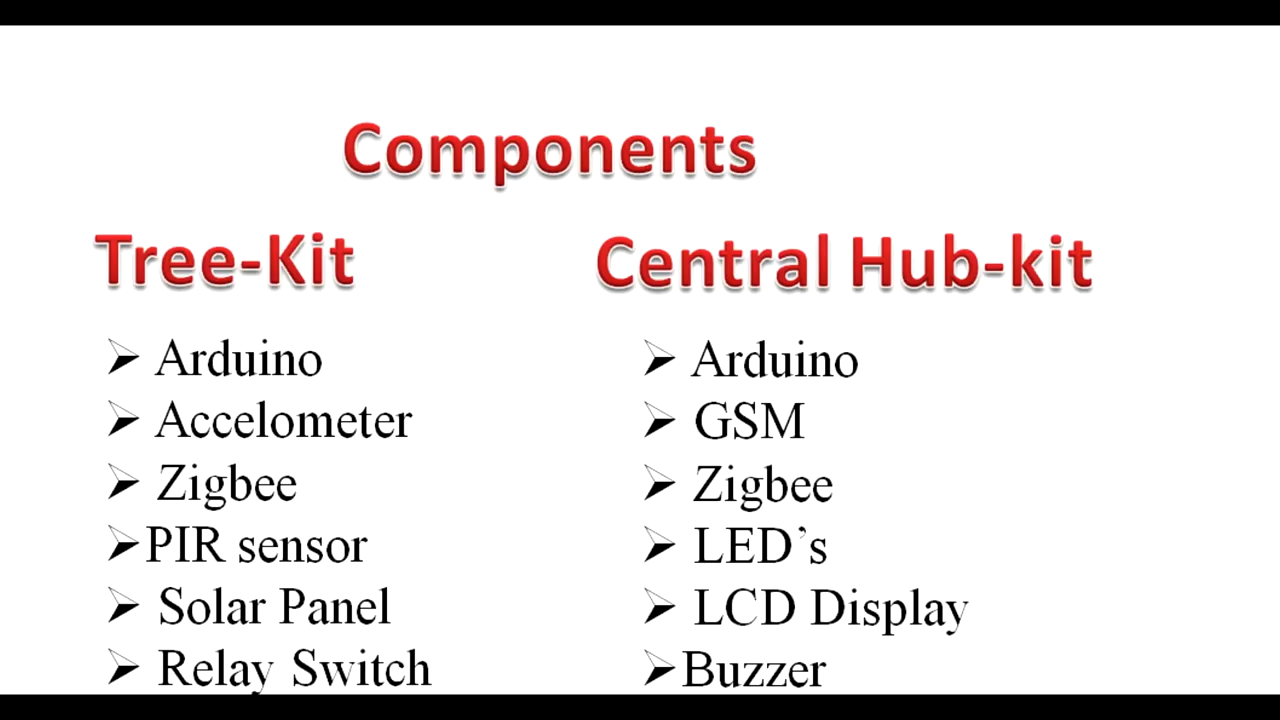 Components
Tree-Kit
➢ Arduino
➢ Accelometer
➢ Zigbee
➢PIR sensor
➢ Solar Panel
➢ Relay Switch
Central Hub-kit
➢ Arduino
➢ GSM
➢ Zigbee
➢ LED’s
➢ LCD Display
➢Buzzer